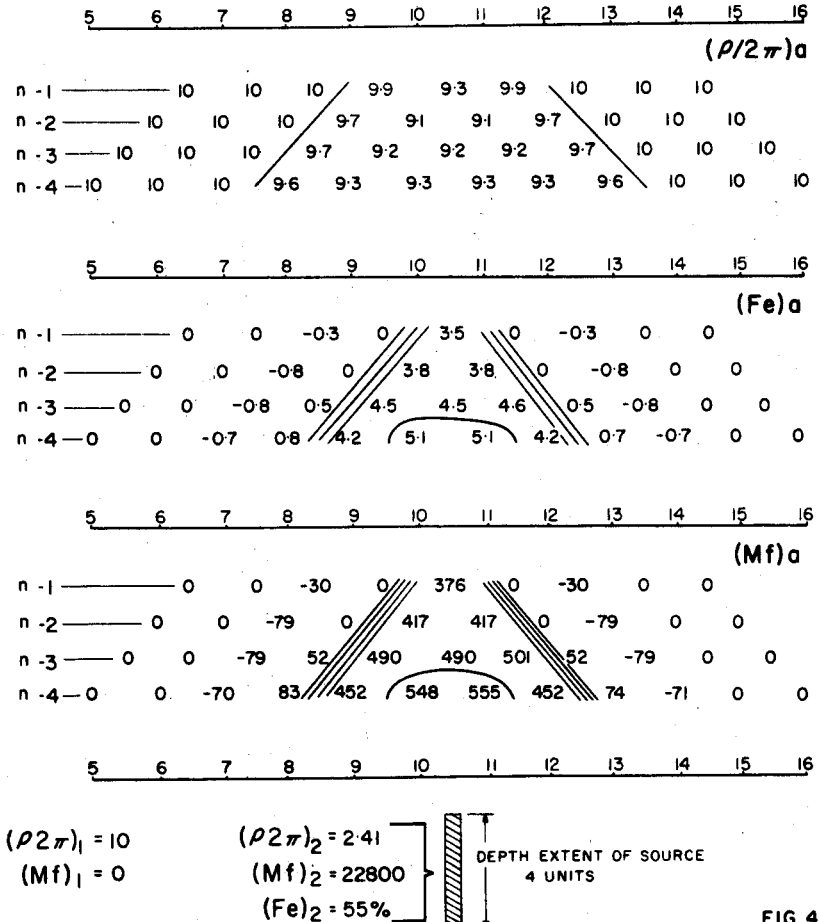 5 6 7 8 9 10 11 12 13 14 15 16
(ρ/2π)a
n -1 10 10 10 9·9 9·3 9·9 10 10 10
n -2 10 10 10 9·7 9·1 9·1 9·7 10 10 10
n -3 10 10 10 9·7 9·2 9·2 9·2 9·7 10 10 10
n -4 10 10 10 9·6 9·3 9·3 9·3 9·3 9·6 10 10 10
5 6 7 8 9 10 11 12 13 14 15 16
(Fe)a
n -1 0 0 -0·3 0 3·5 0 -0·3 0 0
n -2 0 0 -0·8 0 3·8 3·8 0 -0·8 0 0
n -3 0 0 -0·8 0·5 4·5 4·5 4·6 0·5 -0·8 0 0
n -4 0 0 -0·7 0·8 4·2 5·1 5·1 4·2 0·7 -0·7 0 0
5 6 7 8 9 10 11 12 13 14 15 16
(Mf)a
n -1 0 0 -30 0 376 0 -30 0 0
n -2 0 0 -79 0 417 417 0 -79 0 0
n -3 0 0 -79 52 490 490 501 52 -79 0 0
n -4 0 0 -70 83 452 548 555 452 74 -71 0 0
5 6 7 8 9 10 11 12 13 14 15 16
(ρ2π)₁ = 10
(Mf)₁ = 0
(ρ2π)₂ = 2·41
(Mf)₂ = 22800
(Fe)₂ = 55%
DEPTH EXTENT OF SOURCE
4 UNITS
FIG 4